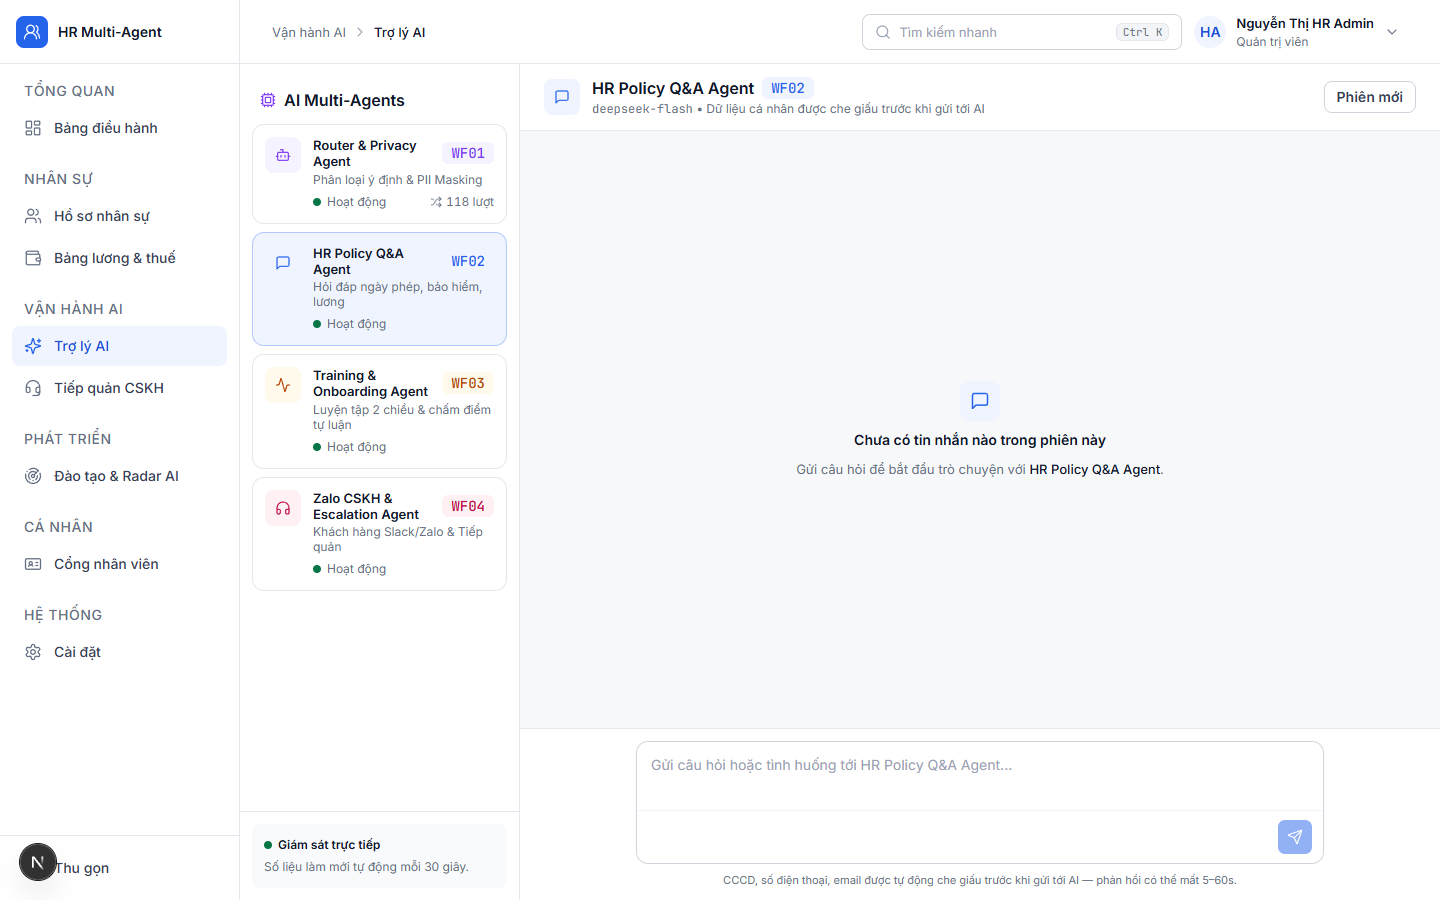 HR Multi-Agent
TỔNG QUAN
Bảng điều hành
NHÂN SỰ
Hồ sơ nhân sự
Bảng lương & thuế
VẬN HÀNH AI
Trợ lý AI
Tiếp quản CSKH
PHÁT TRIỂN
Đào tạo & Radar AI
CÁ NHÂN
Cổng nhân viên
HỆ THỐNG
Cài đặt
N
Thu gọn
Vận hành AI > Trợ lý AI
Tìm kiếm nhanh
Ctrl K
HA
Nguyễn Thị HR Admin
Quản trị viên
AI Multi-Agents
Router & Privacy
Agent
WF01
Phân loại ý định & PII Masking
Hoạt động
118 lượt
HR Policy Q&A
Agent
WF02
Hỏi đáp ngày phép, bảo hiểm,
lương
Hoạt động
Training &
Onboarding Agent
WF03
Luyện tập 2 chiều & chấm điểm
tự luận
Hoạt động
Zalo CSKH &
Escalation Agent
WF04
Khách hàng Slack/Zalo & Tiếp
quản
Hoạt động
Giám sát trực tiếp
Số liệu làm mới tự động mỗi 30 giây.
HR Policy Q&A Agent
WF02
deepseek-flash • Dữ liệu cá nhân được che giấu trước khi gửi tới AI
Phiên mới
Chưa có tin nhắn nào trong phiên này
Gửi câu hỏi để bắt đầu trò chuyện với HR Policy Q&A Agent.
Gửi câu hỏi hoặc tình huống tới HR Policy Q&A Agent...
CCCD, số điện thoại, email được tự động che giấu trước khi gửi tới AI — phản hồi có thể mất 5–60s.